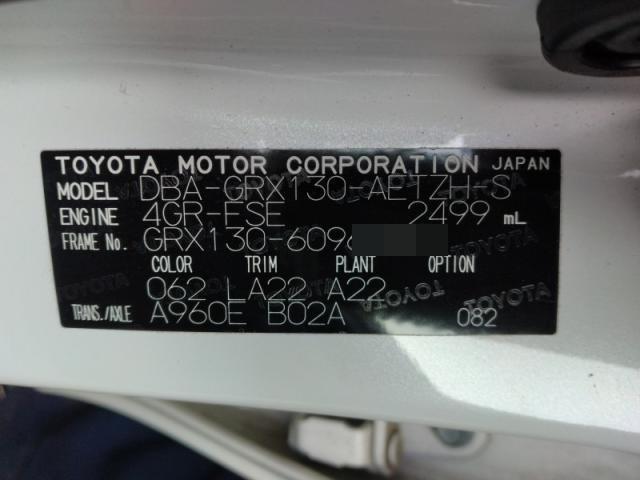 TOYOTA MOTOR CORPORATION JAPAN
MODEL DBA-GRX130-AETZH-S
ENGINE 4GR-FSE 2499 mL
FRAME No. GRX130-6096
COLOR TRIM PLANT OPTION
062 LA22 A22
TRANS./AXLE A960E B02A 082